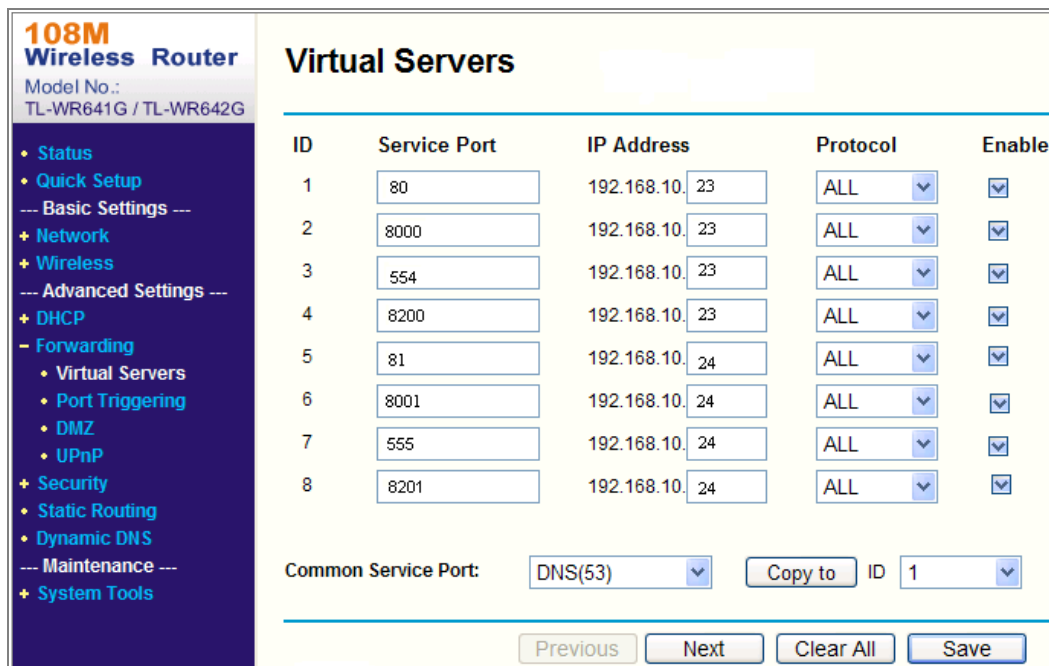 108M
Wireless Router
Model No.:
TL-WR641G / TL-WR642G
• Status
• Quick Setup
--- Basic Settings ---
+ Network
+ Wireless
--- Advanced Settings ---
+ DHCP
− Forwarding
• Virtual Servers
• Port Triggering
• DMZ
• UPnP
+ Security
• Static Routing
• Dynamic DNS
--- Maintenance ---
+ System Tools
Virtual Servers
ID Service Port IP Address Protocol Enable
1 80 192.168.10. 23 ALL
2 8000 192.168.10. 23 ALL
3 554 192.168.10. 23 ALL
4 8200 192.168.10. 23 ALL
5 81 192.168.10. 24 ALL
6 8001 192.168.10. 24 ALL
7 555 192.168.10. 24 ALL
8 8201 192.168.10. 24 ALL
Common Service Port: DNS(53) Copy to ID 1
Previous Next Clear All Save